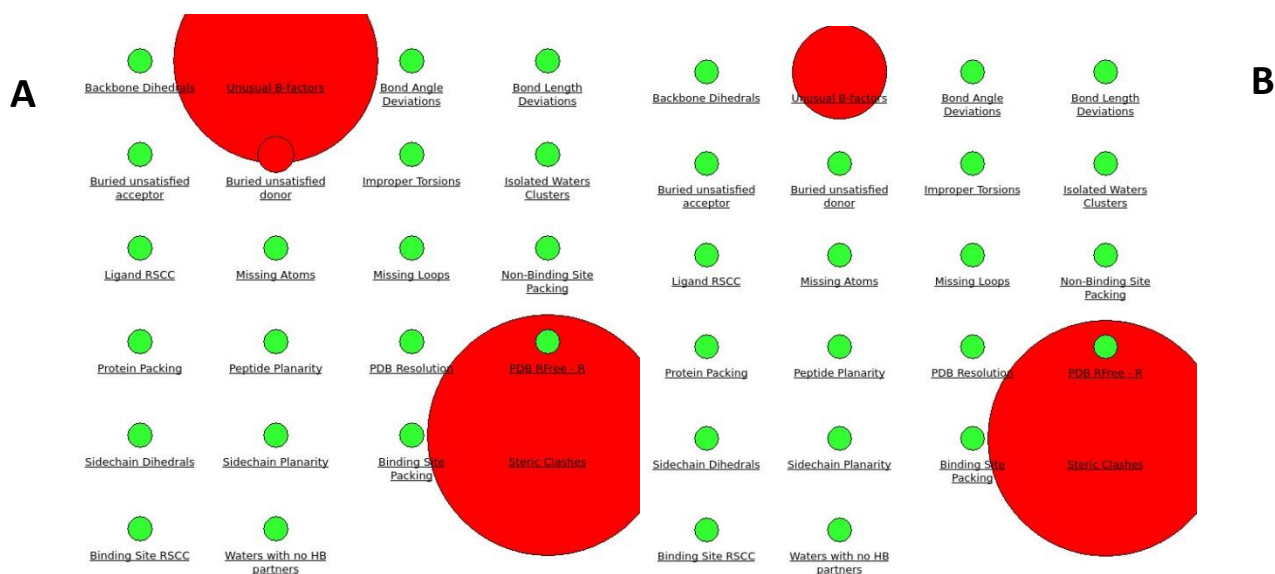 A
Backbone Dihedrals
Unusual B-factors
Bond Angle
Deviations
Bond Length
Deviations
Buried unsatisfied
acceptor
Buried unsatisfied
donor
Improper Torsions
Isolated Waters
Clusters
Ligand RSCC
Missing Atoms
Missing Loops
Non-Binding Site
Packing
Protein Packing
Peptide Planarity
PDB Resolution
PDB RFree - R
Sidechain Dihedrals
Sidechain Planarity
Binding Site
Packing
Steric Clashes
Binding Site RSCC
Waters with no HB
partners
B
Backbone Dihedrals
Unusual B-factors
Bond Angle
Deviations
Bond Length
Deviations
Buried unsatisfied
acceptor
Buried unsatisfied
donor
Improper Torsions
Isolated Waters
Clusters
Ligand RSCC
Missing Atoms
Missing Loops
Non-Binding Site
Packing
Protein Packing
Peptide Planarity
PDB Resolution
PDB RFree - R
Sidechain Dihedrals
Sidechain Planarity
Binding Site
Packing
Steric Clashes
Binding Site RSCC
Waters with no HB
partners